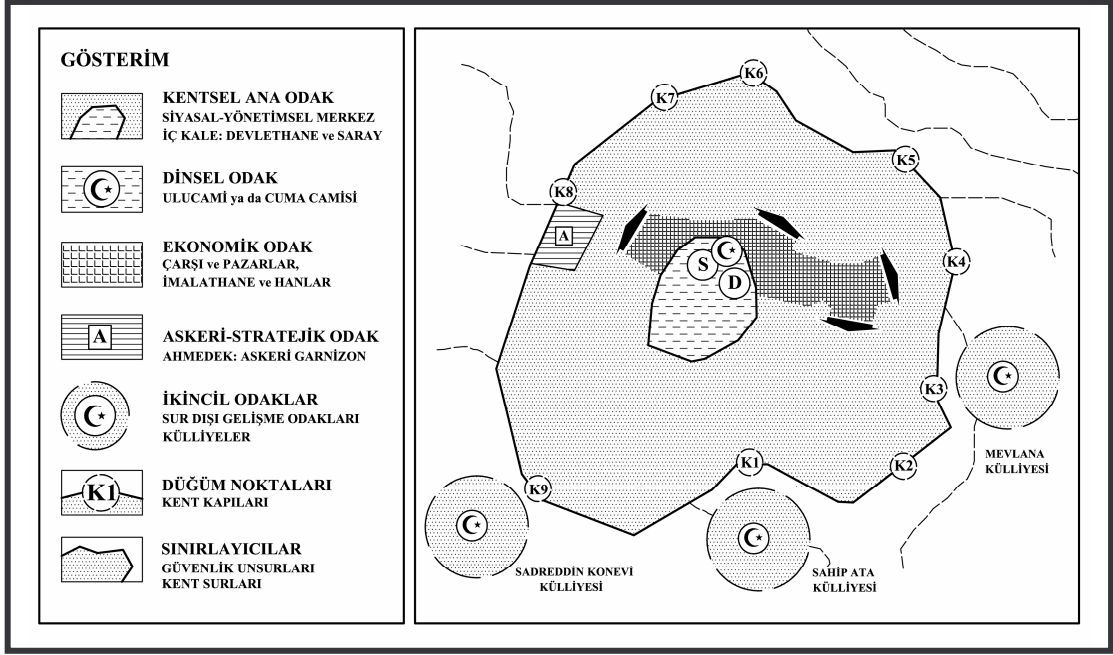 GÖSTERİM
KENTSEL ANA ODAK
SİYASAL-YÖNETİMSEL MERKEZ
İÇ KALE: DEVLETHANE ve SARAY
DİNSEL ODAK
ULUCAMİ ya da CUMA CAMİSİ
EKONOMİK ODAK
ÇARŞI ve PAZARLAR,
İMALATHANE ve HANLAR
A
ASKERİ-STRATEJİK ODAK
AHMEDEK: ASKERİ GARNİZON
İKİNCİL ODAKLAR
SUR DIŞI GELİŞME ODAKLARI
KÜLLİYELER
K1
DÜĞÜM NOKTALARI
KENT KAPILARI
SINIRLAYICILAR
GÜVENLİK UNSURLARI
KENT SURLARI
K6
K7
K5
K8
A
K4
S
D
K3
K1
K2
K9
MEVLANA
KÜLLİYESİ
SADREDDİN KONEVİ
KÜLLİYESİ
SAHİP ATA
KÜLLİYESİ